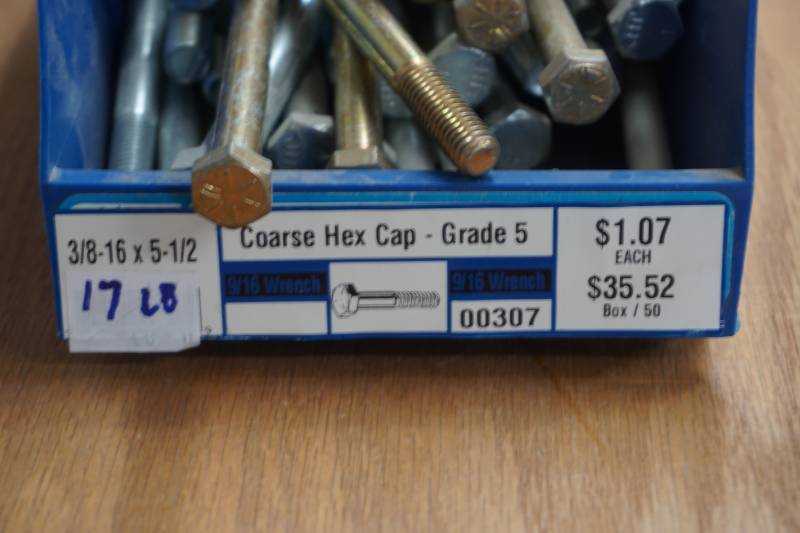 3/8-16 x 5-1/2
17 LB
Coarse Hex Cap - Grade 5
9/16 Wrench
9/16 Wrench
00307
$1.07
EACH
$35.52
Box / 50